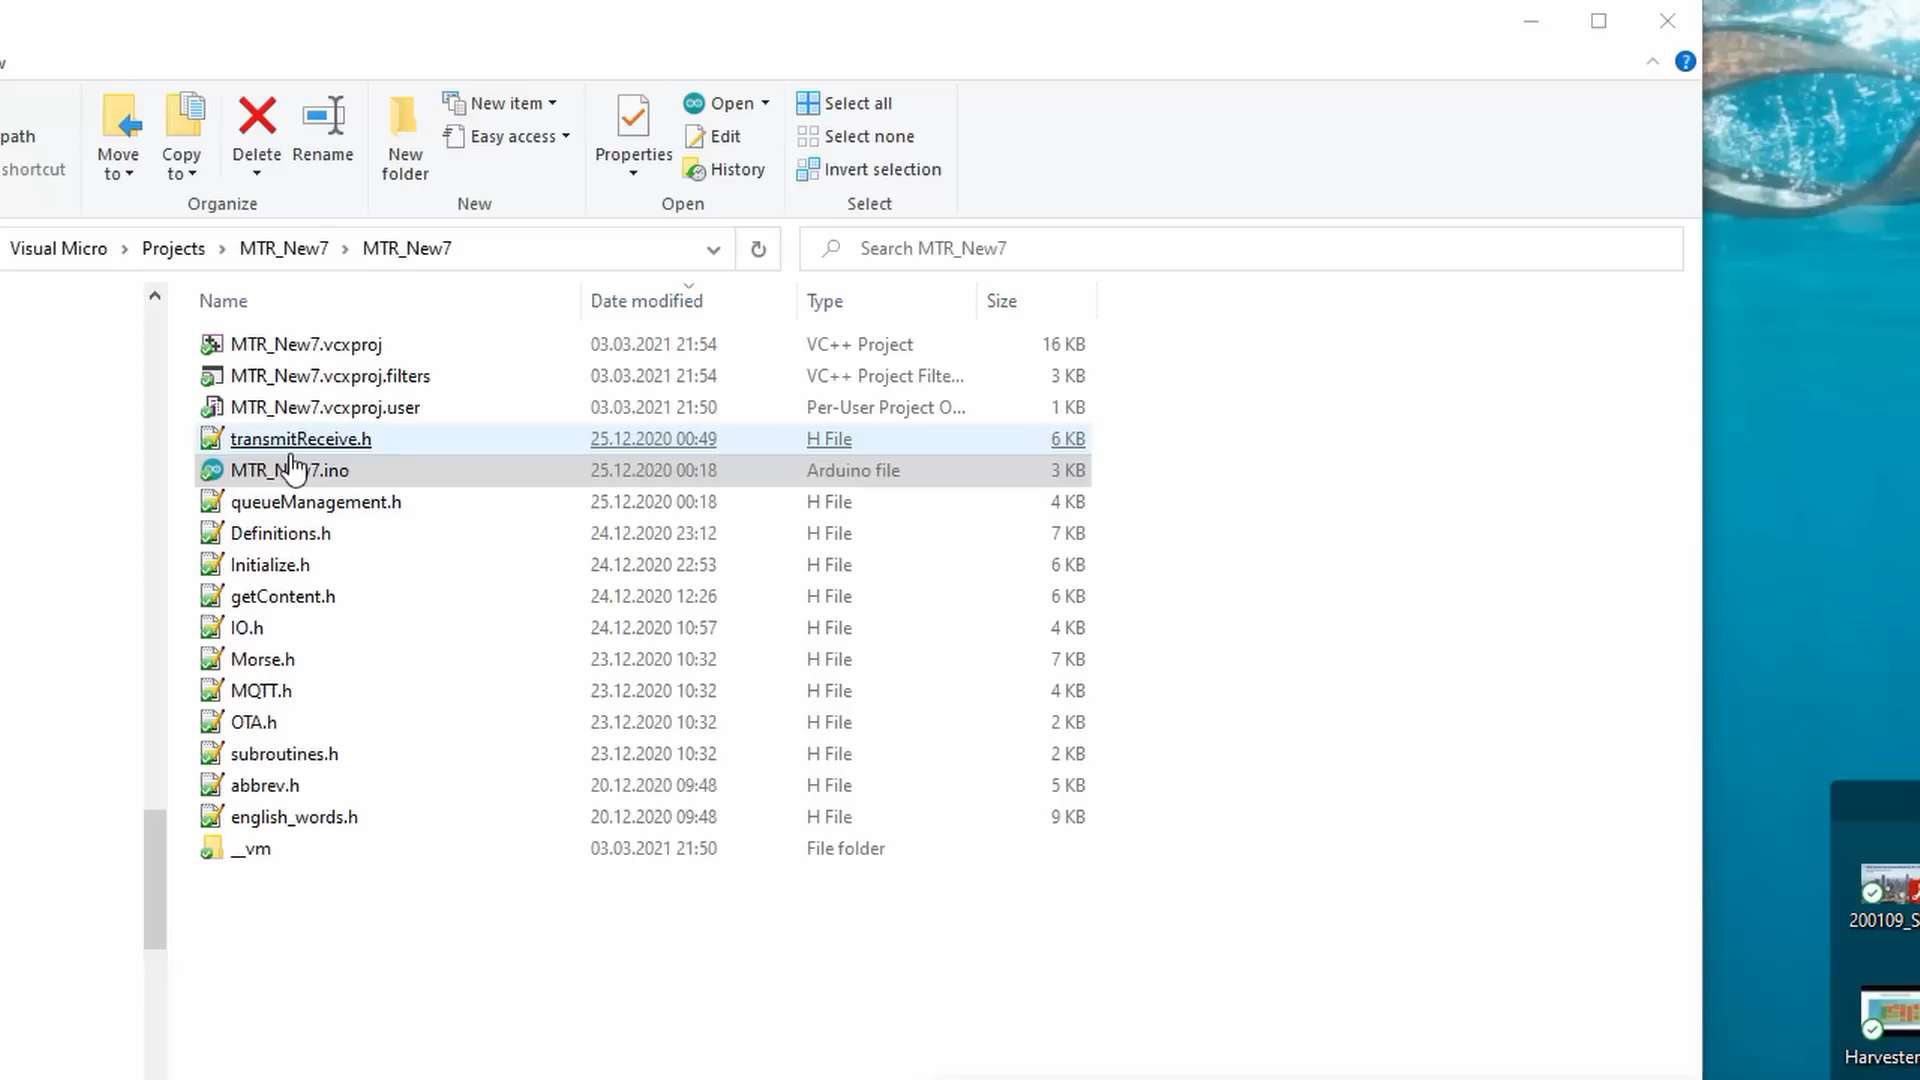 w
path
shortcut
Move to
Copy to
Delete
Rename
New folder
New item
Easy access
Properties
Open
Edit
History
Select all
Select none
Invert selection
Organize
New
Open
Select
Visual Micro > Projects > MTR_New7 > MTR_New7
Search MTR_New7
Name Date modified Type Size
MTR_New7.vcxproj 03.03.2021 21:54 VC++ Project 16 KB
MTR_New7.vcxproj.filters 03.03.2021 21:54 VC++ Project Filte... 3 KB
MTR_New7.vcxproj.user 03.03.2021 21:50 Per-User Project O... 1 KB
transmitReceive.h 25.12.2020 00:49 H File 6 KB
MTR_New7.ino 25.12.2020 00:18 Arduino file 3 KB
queueManagement.h 25.12.2020 00:18 H File 4 KB
Definitions.h 24.12.2020 23:12 H File 7 KB
Initialize.h 24.12.2020 22:53 H File 6 KB
getContent.h 24.12.2020 12:26 H File 6 KB
IO.h 24.12.2020 10:57 H File 4 KB
Morse.h 23.12.2020 10:32 H File 7 KB
MQTT.h 23.12.2020 10:32 H File 4 KB
OTA.h 23.12.2020 10:32 H File 2 KB
subroutines.h 23.12.2020 10:32 H File 2 KB
abbrev.h 20.12.2020 09:48 H File 5 KB
english_words.h 20.12.2020 09:48 H File 9 KB
__vm 03.03.2021 21:50 File folder
200109_S
Harvester